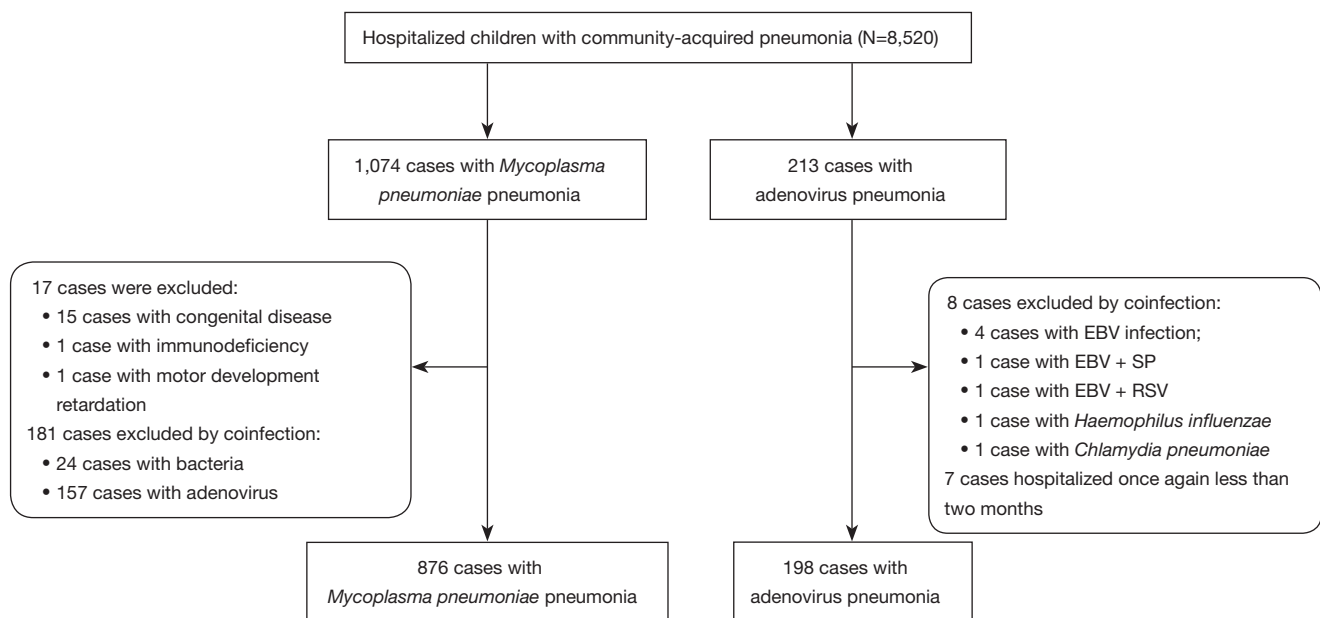 Hospitalized children with community-acquired pneumonia (N=8,520)
1,074 cases with Mycoplasma
pneumoniae pneumonia
213 cases with
adenovirus pneumonia
17 cases were excluded:
• 15 cases with congenital disease
• 1 case with immunodeficiency
• 1 case with motor development
retardation
181 cases excluded by coinfection:
• 24 cases with bacteria
• 157 cases with adenovirus
8 cases excluded by coinfection:
• 4 cases with EBV infection;
• 1 case with EBV + SP
• 1 case with EBV + RSV
• 1 case with Haemophilus influenzae
• 1 case with Chlamydia pneumoniae
7 cases hospitalized once again less than
two months
876 cases with
Mycoplasma pneumoniae pneumonia
198 cases with
adenovirus pneumonia